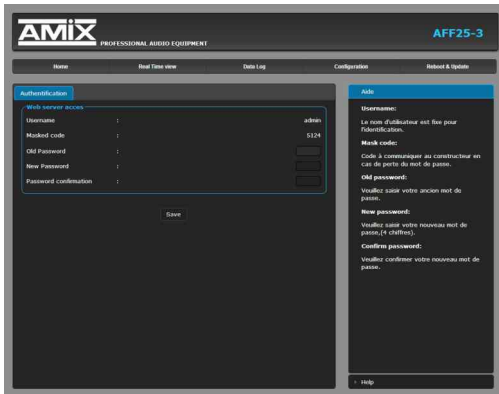 AMIX PROFESSIONAL AUDIO EQUIPMENT
AFF25-3
Home Real Time view Data Log Configuration Reboot & Update
Authentification
Web server acces
Username : admin
Masked code : 5124
Old Password :
New Password :
Password confirmation :
Save
Aide
Username:
Le nom d'utilisateur est fixe pour
l'identification.
Mask code:
Code à communiquer au constructeur en
cas de perte du mot de passe.
Old password:
Veuillez saisir votre ancien mot de
passe.
New password:
Veuillez saisir votre nouveau mot de
passe,(4 chiffres).
Confirm password:
Veuillez confirmer votre nouveau mot de
passe.
Help